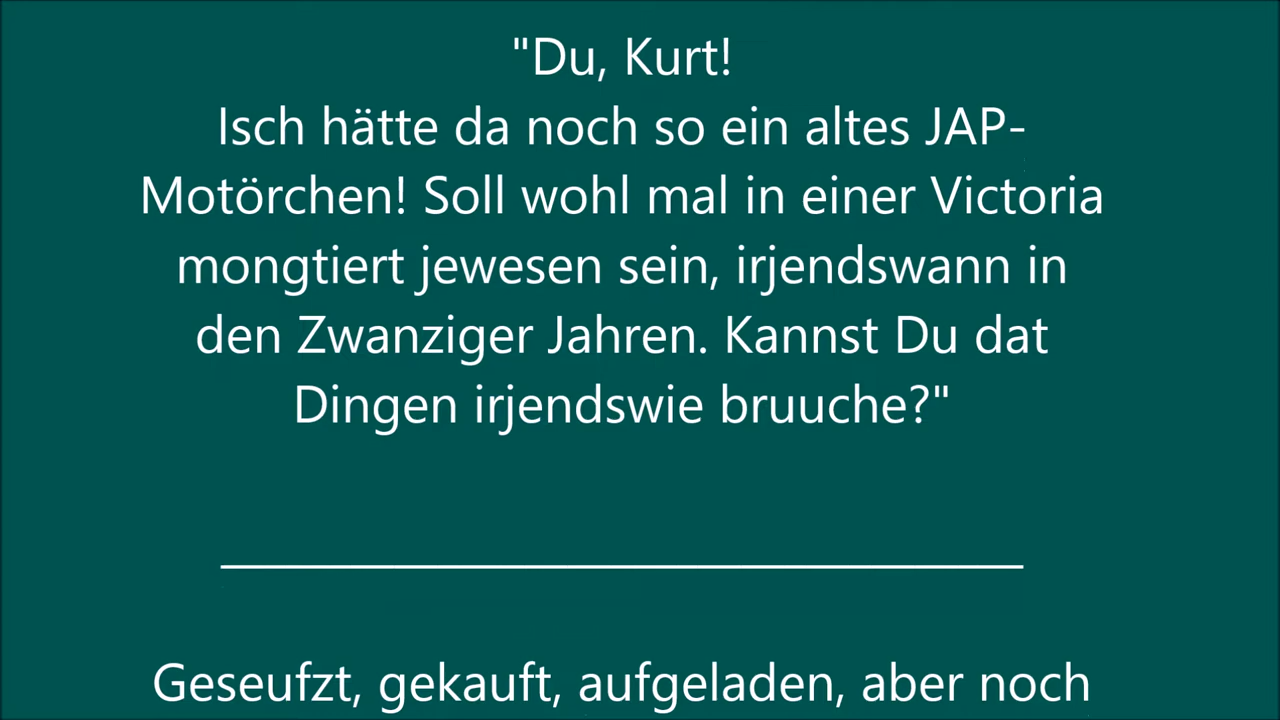 "Du, Kurt!
Isch hätte da noch so ein altes JAP-
Motörchen! Soll wohl mal in einer Victoria
mongtiert jewesen sein, irjendswann in
den Zwanziger Jahren. Kannst Du dat
Dingen irjendswie bruuche?"
Geseufzt, gekauft, aufgeladen, aber noch